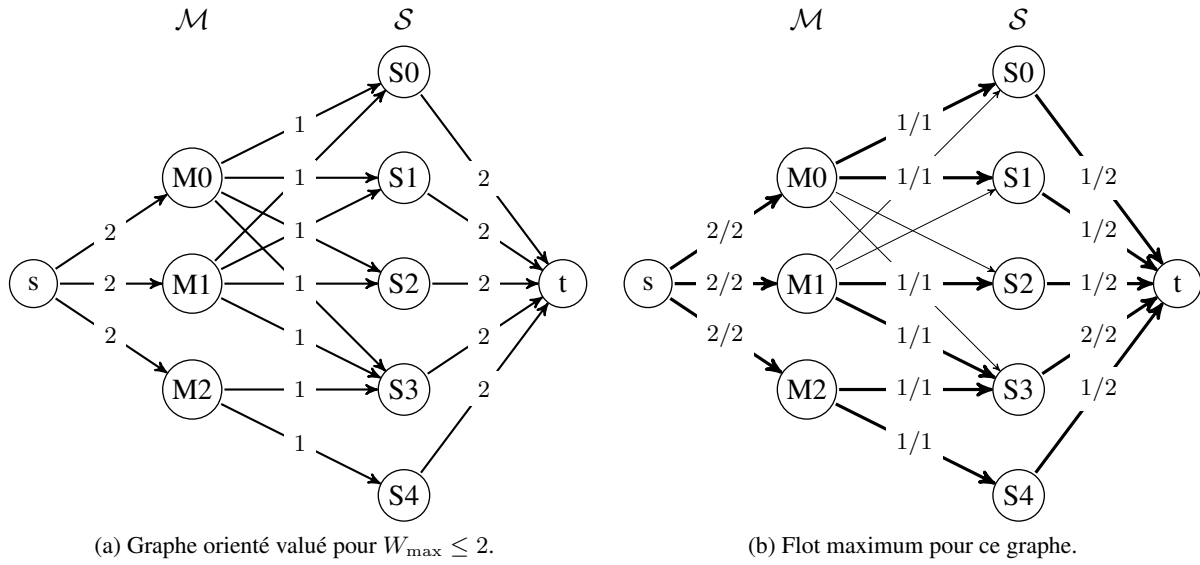 M S
S0
1
M0 1 S1 2
2 2
s 2 M1 1 S2 2 t
2 1 2
M2 1 S3 2
1
S4
(a) Graphe orienté valué pour Wmax ≤ 2.
M S
S0
1/1
M0 1/1 S1 1/2
2/2 1/2
s 2/2 M1 1/1 S2 1/2 t
2/2 1/1 2/2
M2 1/1 S3 1/2
1/1
S4
(b) Flot maximum pour ce graphe.